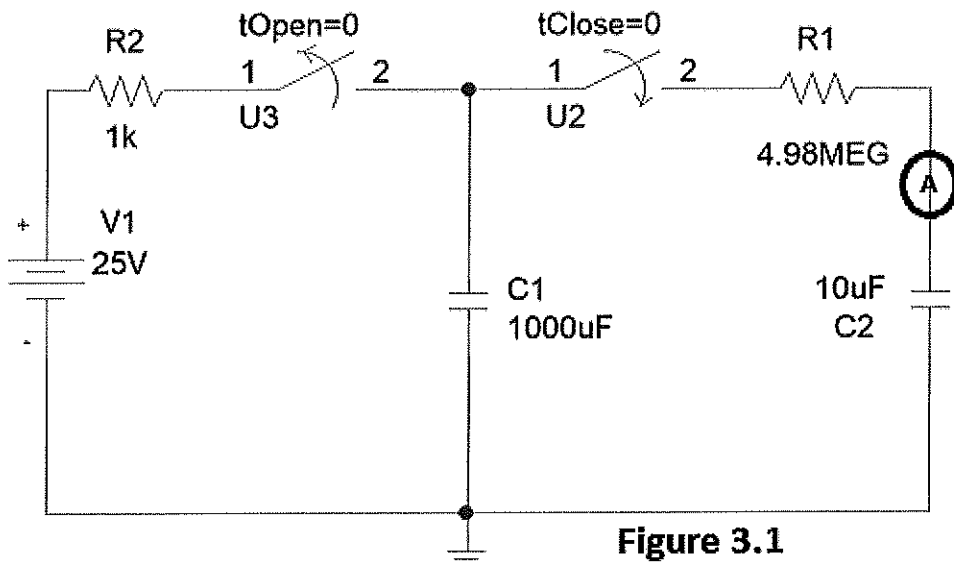 tOpen=0
tClose=0
R2
R1
1
2
1
2
U3
U2
1k
4.98MEG
A
+
V1
25V
C1
1000uF
10uF
C2
-
Figure 3.1